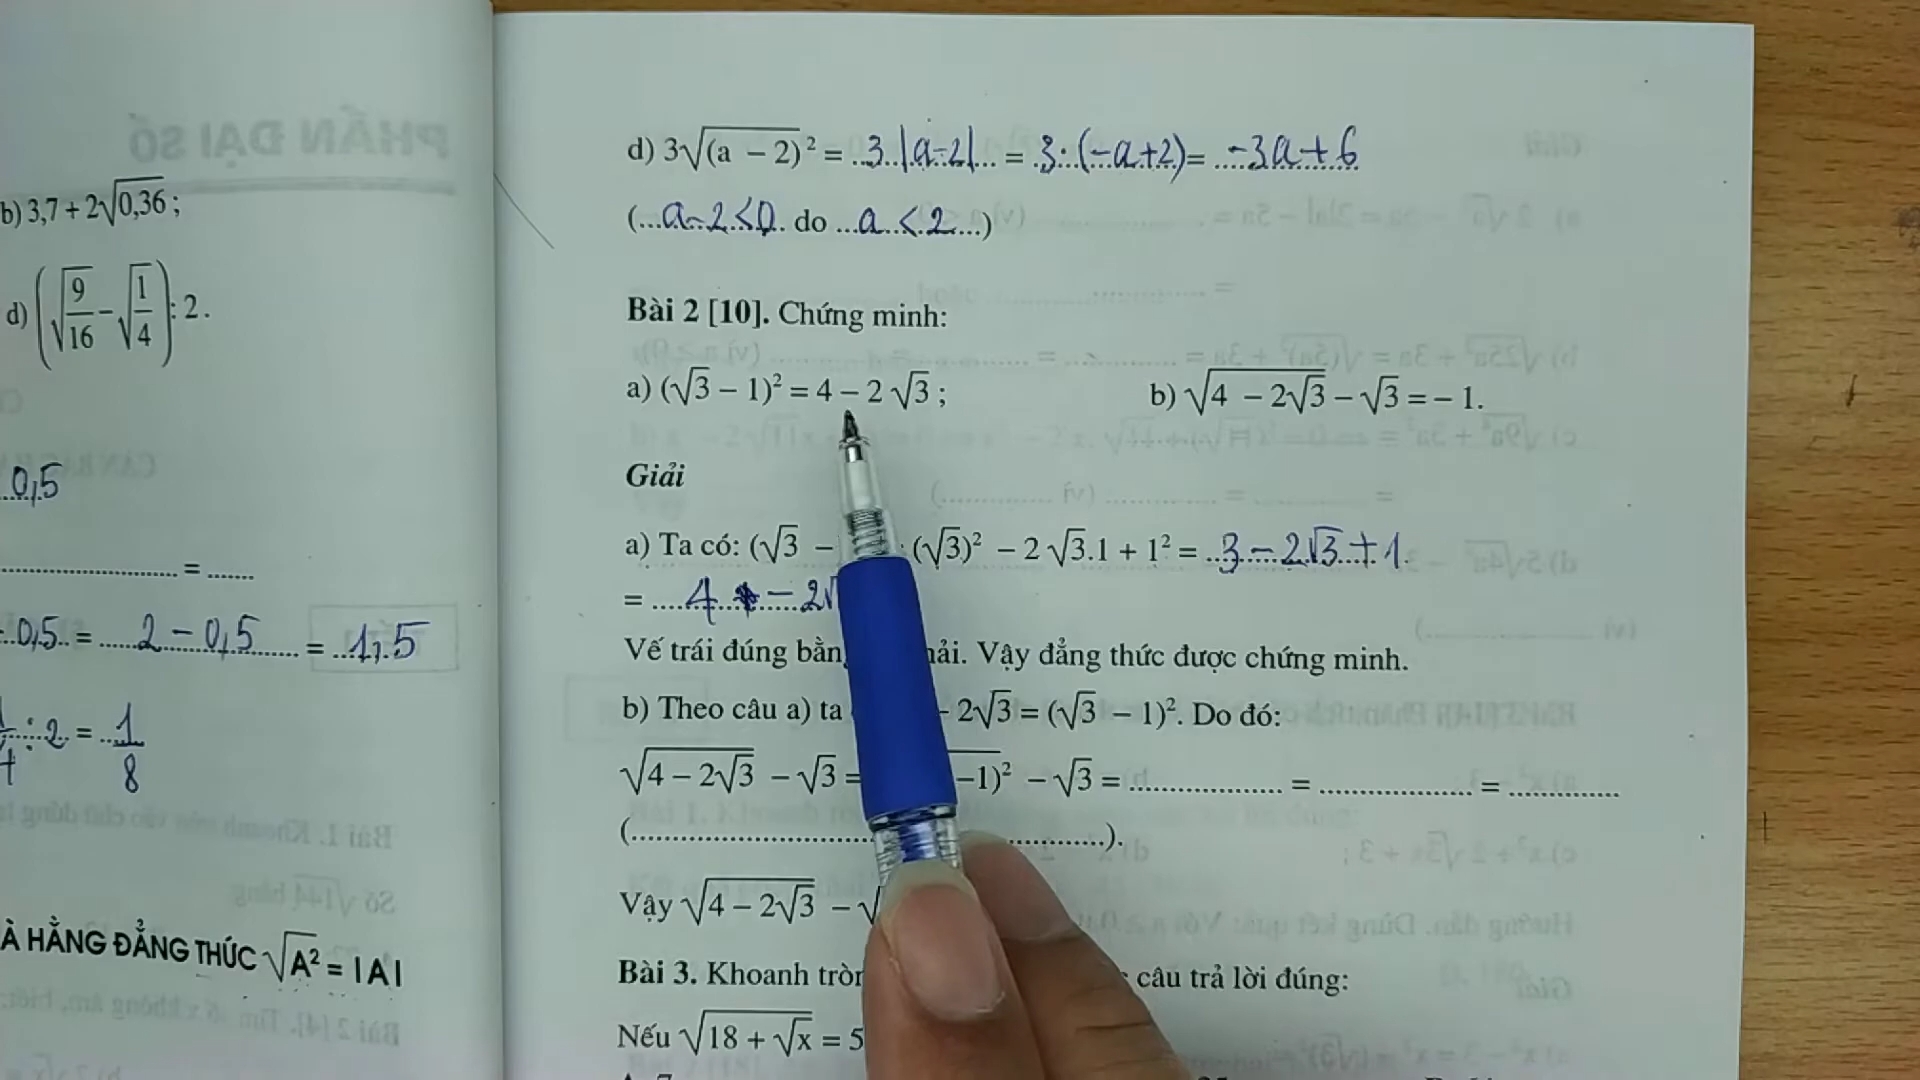 b) 3,7 + 2√0,36 ;
d) (√9/16 − √1/4) : 2 .
0,5
= .......
0,5 = 2 − 0,5 = 1,5
: 2 = 1/8
À HẰNG ĐẲNG THỨC √A² = | A |
d) 3√(a − 2)² = 3 |a-2| = 3·(-a+2) = -3a + 6
( a-2<0 do a < 2 )
Bài 2 [10]. Chứng minh:
a) (√3 − 1)² = 4 − 2√3 ; b) √(4 − 2√3) − √3 = − 1.
Giải
a) Ta có: (√3 − (√3)² − 2√3.1 + 1² = 3 − 2√3 + 1
= 4 − 2√
Vế trái đúng bằn ải. Vậy đẳng thức được chứng minh.
b) Theo câu a) ta − 2√3 = (√3 − 1)². Do đó:
√(4 − 2√3) − √3 = −1)² − √3 = .................. = .................. = .............
(...........................................).
Vậy √(4 − 2√3) − √
Bài 3. Khoanh tròn câu trả lời đúng:
Nếu √(18 + √x) = 5